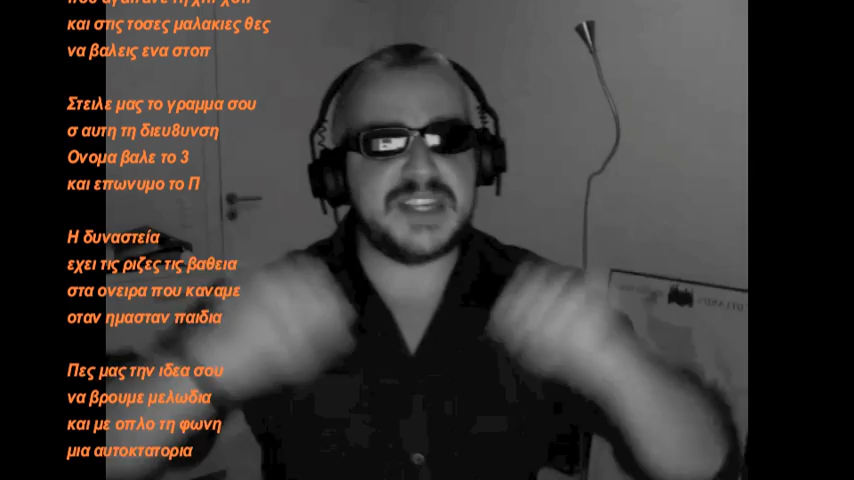 και στις τοσες μαλακιες θες
να βαλεις ενα στοπ
Στειλε μας το γραμμα σου
σ αυτη τη διευ8υνση
Ονομα βαλε το 3
και επωνυμο το Π
Η δυναστεία
εχει τις ριζες τις βαθεια
στα ονειρα που καναμε
οταν ημασταν παιδια
Πες μας την ιδεα σου
να βρουμε μελωδια
και με οπλο τη φωνη
μια αυτοκτατορια